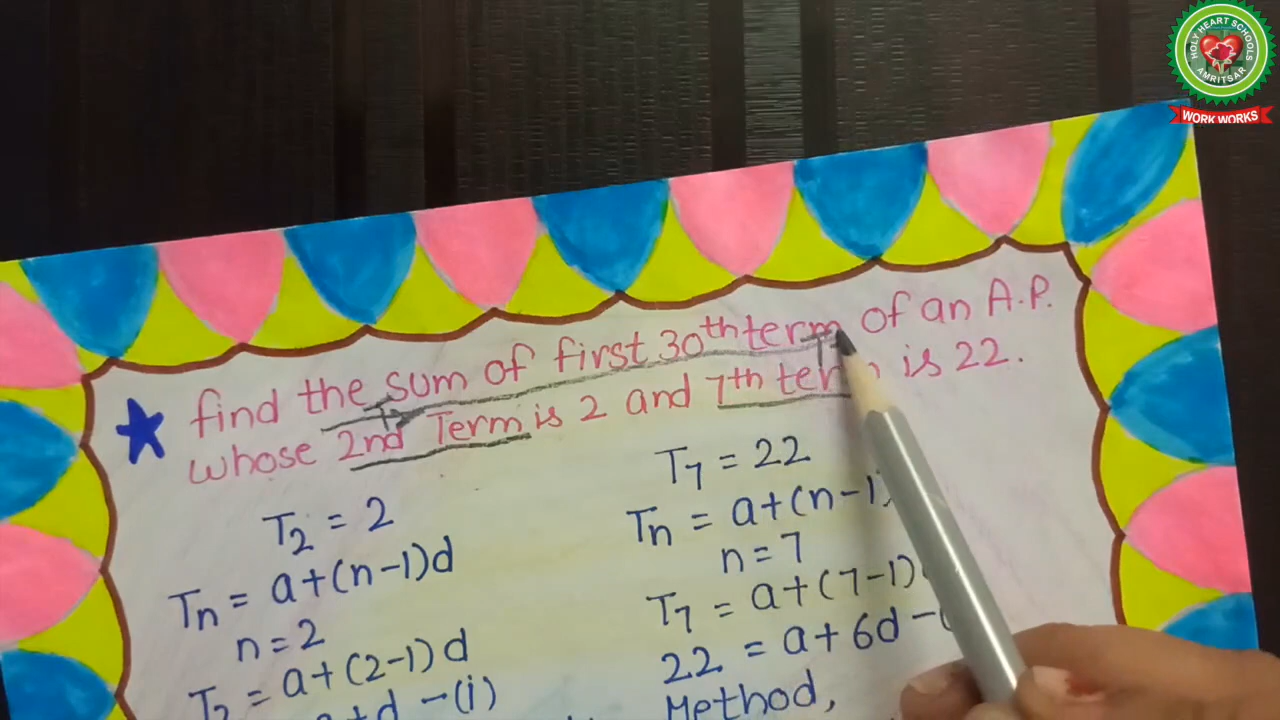 HOLY HEART SCHOOLS
AMRITSAR
WORK WORKS
find the sum of first 30th term of an A.P.
whose 2nd Term is 2 and 7th term is 22.
T2 = 2
Tn = a+(n-1)d
n = 2
= a+(2-1)d
+d -(i)
T7 = 22
Tn = a+(n-1)
n = 7
T7 = a+(7-1)
22 = a+6d-(
Method,